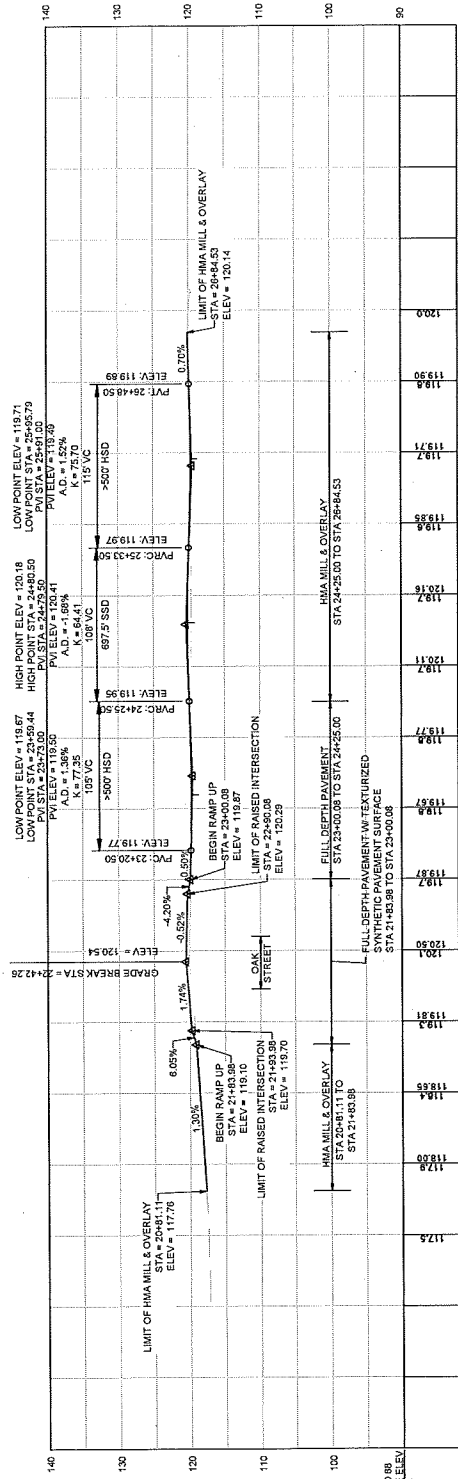 140
130
120
110
100
90
140
130
120
110
100
LOW POINT ELEV = 119.67
LOW POINT STA = 23+59.44
PVI STA = 23+73.00
PVI ELEV = 119.50
A.D. = 1.36%
K = 77.35
105' VC
>500' HSD
HIGH POINT ELEV = 120.18
HIGH POINT STA = 24+80.50
PVI STA = 24+79.50
PVI ELEV = 120.41
A.D. = -1.68%
K = 64.41
108' VC
697.5' SSD
LOW POINT ELEV = 119.71
LOW POINT STA = 25+95.79
PVI STA = 25+91.00
PVI ELEV = 119.49
A.D. = 1.52%
K = 75.70
115' VC
>500' HSD
GRADE BREAK STA = 22+42.26
ELEV = 120.54
PVC: 23+20.50
ELEV: 119.77
PVRC: 24+25.50
ELEV: 119.95
PVRC: 25+33.50
ELEV: 119.97
PVT: 26+48.50
ELEV: 119.89
LIMIT OF HMA MILL & OVERLAY
STA = 20+81.11
ELEV = 117.76
1.30%
6.05%
1.74%
-0.52%
-4.20%
-0.50%
0.70%
LIMIT OF HMA MILL & OVERLAY
STA = 26+84.53
ELEV = 120.14
BEGIN RAMP UP
STA = 21+83.98
ELEV = 119.10
LIMIT OF RAISED INTERSECTION
STA = 21+93.98
ELEV = 119.70
OAK
STREET
BEGIN RAMP UP
STA = 23+00.08
ELEV = 119.87
LIMIT OF RAISED INTERSECTION
STA = 22+90.08
ELEV = 120.29
HMA MILL & OVERLAY
STA 20+81.11 TO
STA 21+83.98
FULL-DEPTH-PAVEMENT-W/-TEXTURIZED
SYNTHETIC PAVEMENT SURFACE
STA 21+83.98 TO STA 23+00.08
FULL DEPTH PAVEMENT
STA 23+00.08 TO STA 24+25.00
HMA MILL & OVERLAY
STA 24+25.00 TO STA 26+84.53
88
ELEV
117.5
117.9
118.00
118.4
118.65
119.3
119.81
120.1
120.50
119.7
119.87
119.8
119.67
119.8
119.77
119.7
120.11
119.7
120.16
119.6
119.85
119.7
119.71
119.8
119.90
120.0